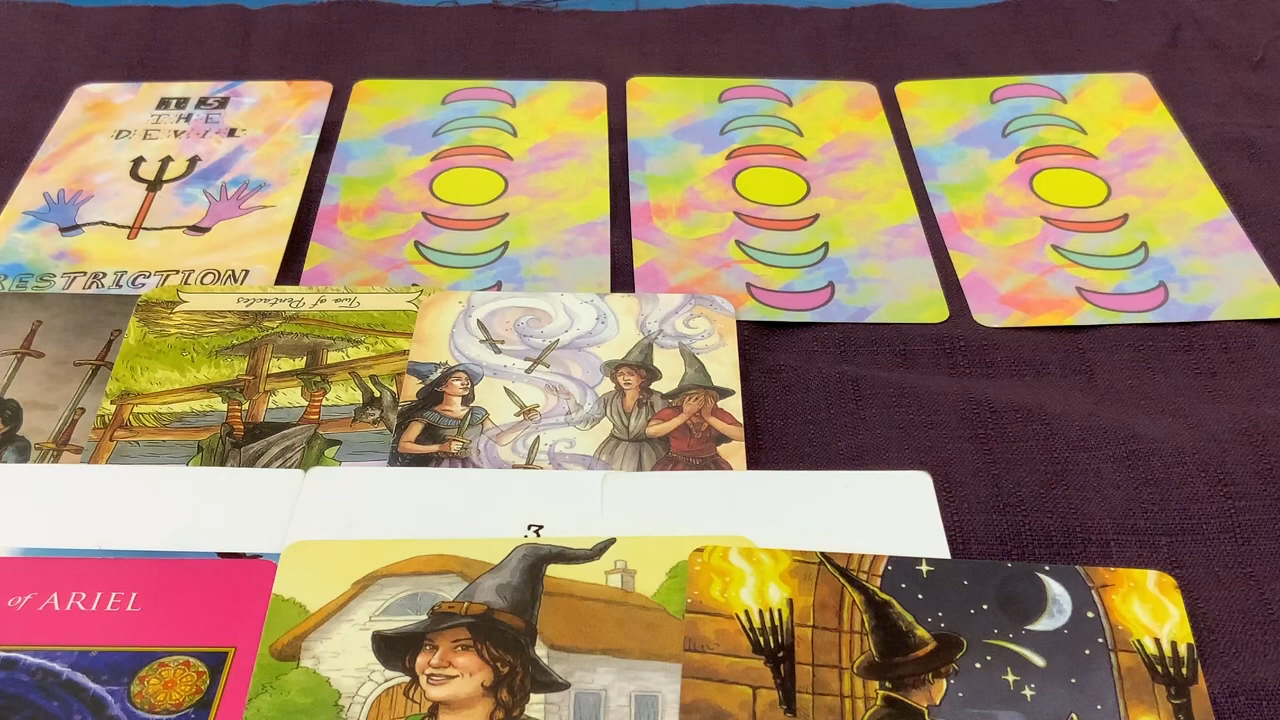 15
THE
DEVIL
RESTRICTION
Two of Pentacles
3
of ARIEL